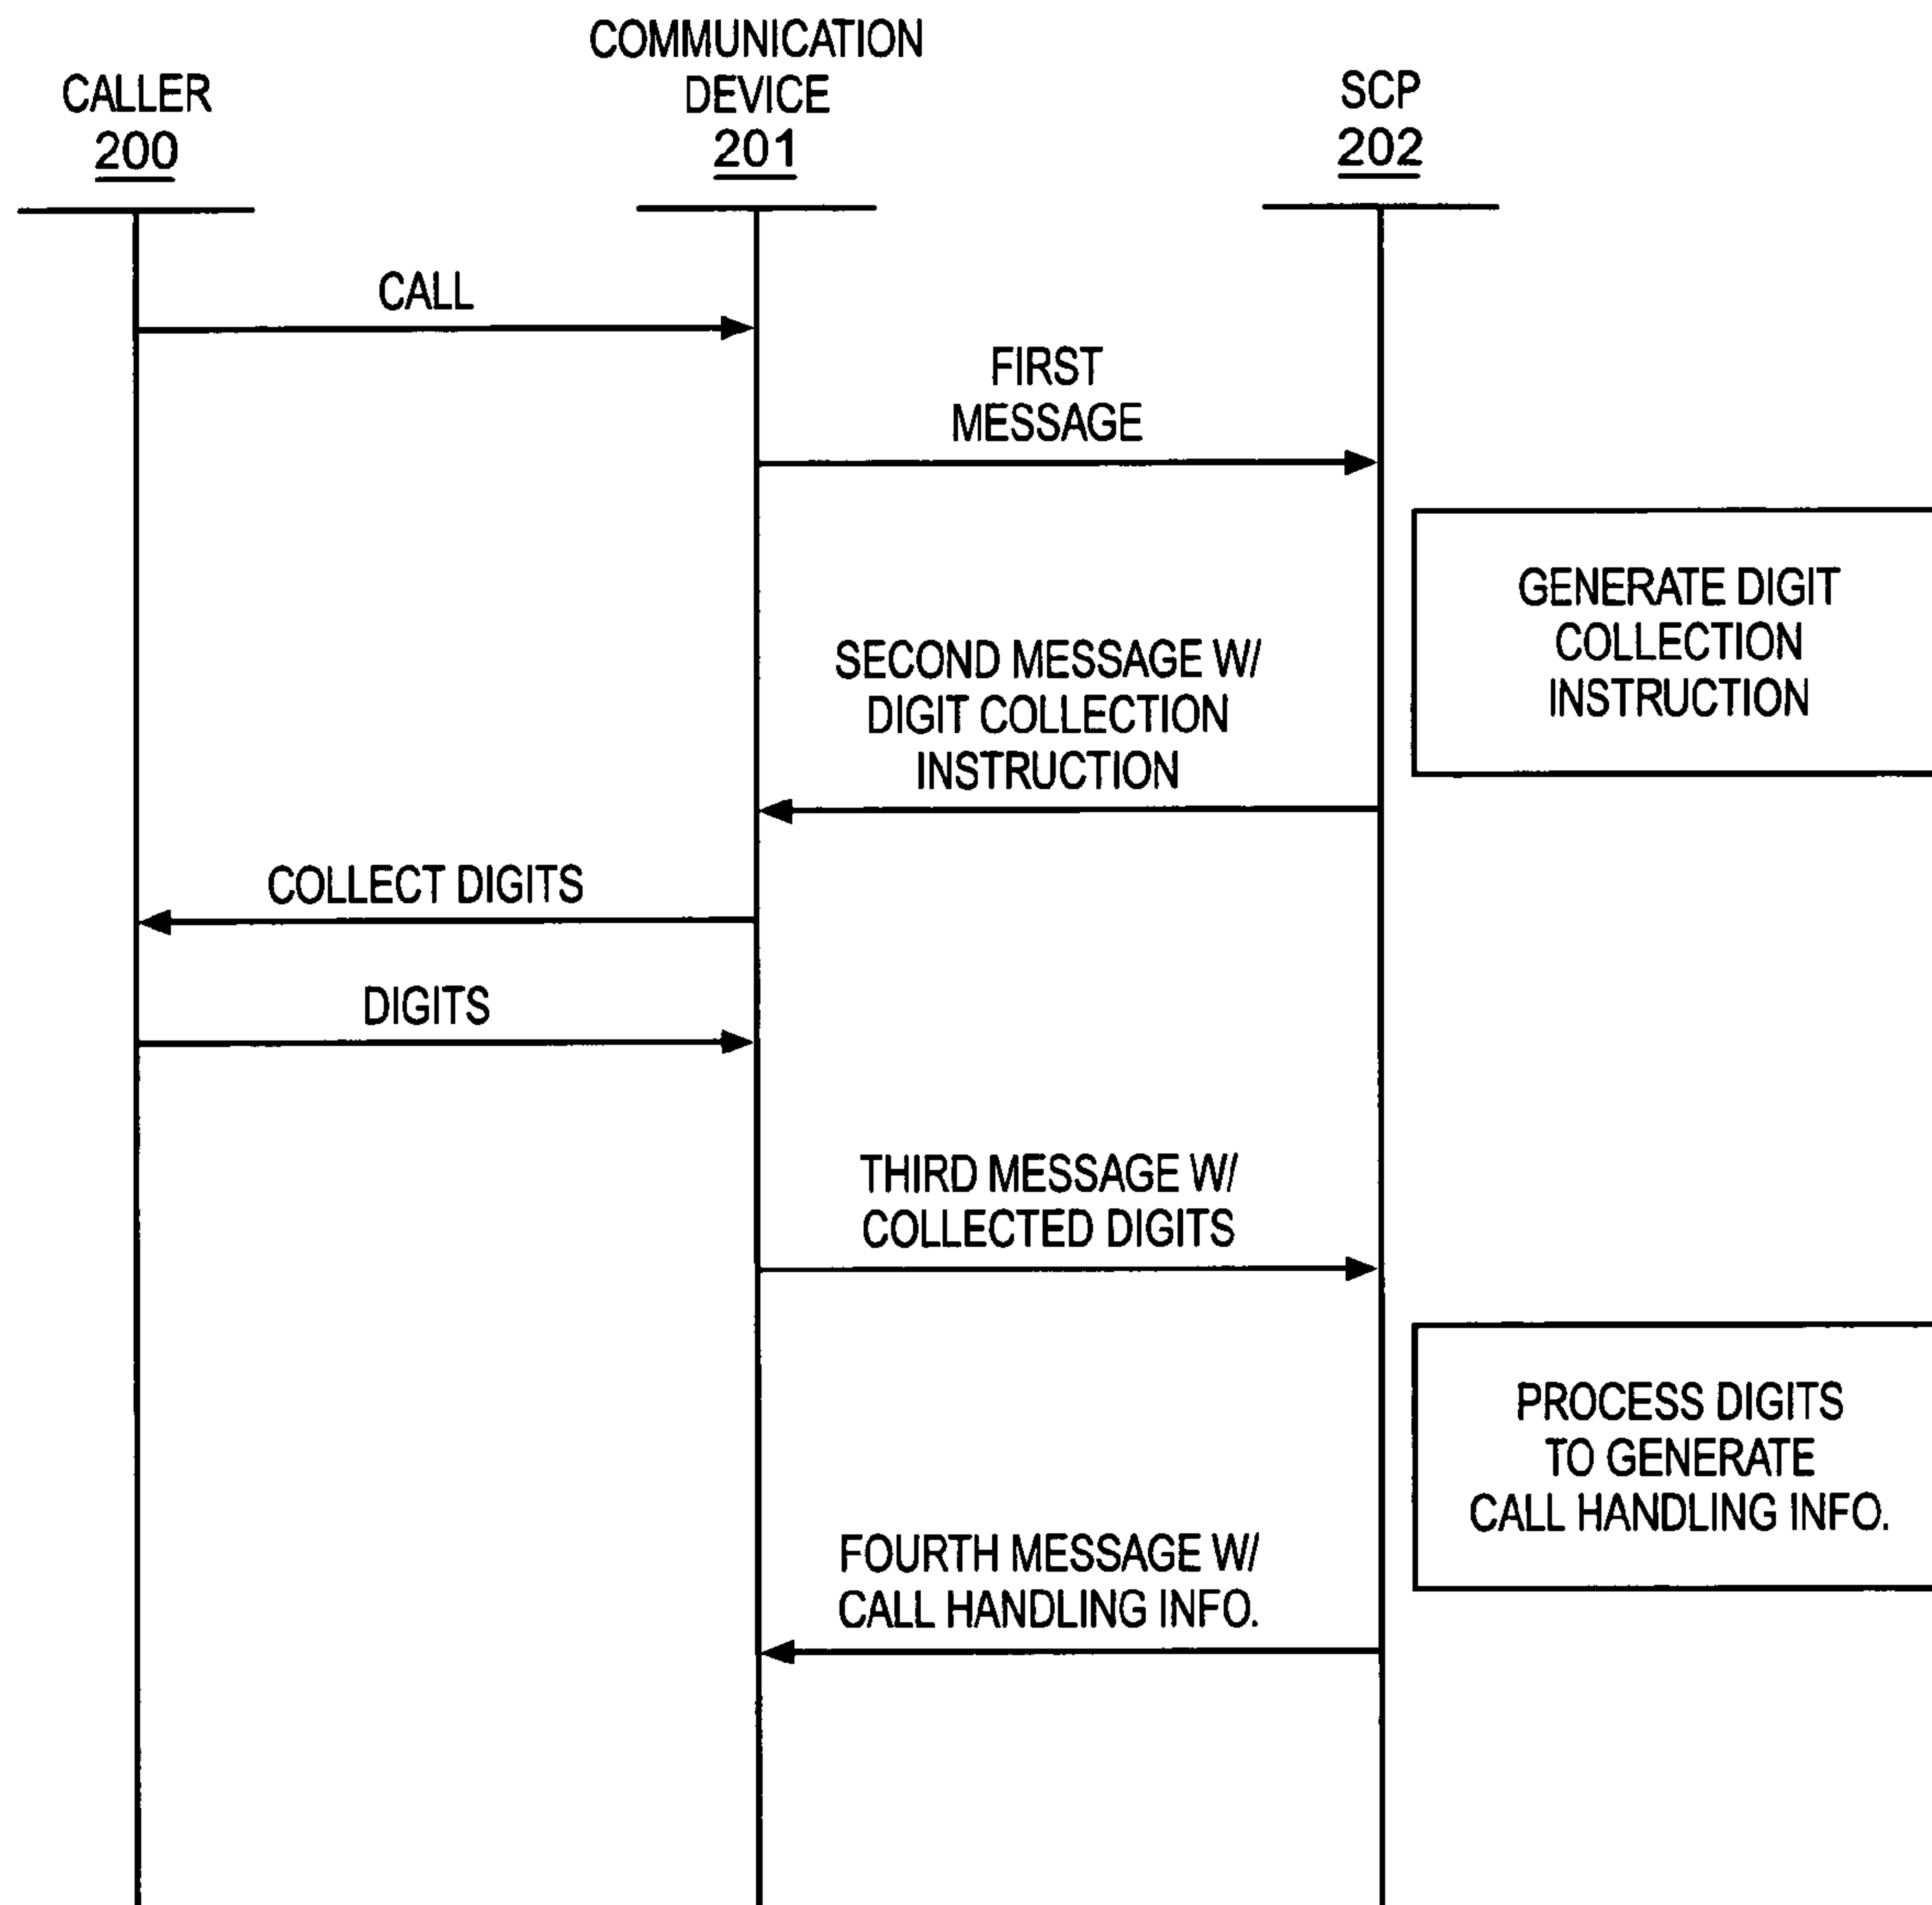 CALLER
200
COMMUNICATION
DEVICE
201
SCP
202
CALL
FIRST
MESSAGE
GENERATE DIGIT
COLLECTION
INSTRUCTION
SECOND MESSAGE W/
DIGIT COLLECTION
INSTRUCTION
COLLECT DIGITS
DIGITS
THIRD MESSAGE W/
COLLECTED DIGITS
PROCESS DIGITS
TO GENERATE
CALL HANDLING INFO.
FOURTH MESSAGE W/
CALL HANDLING INFO.